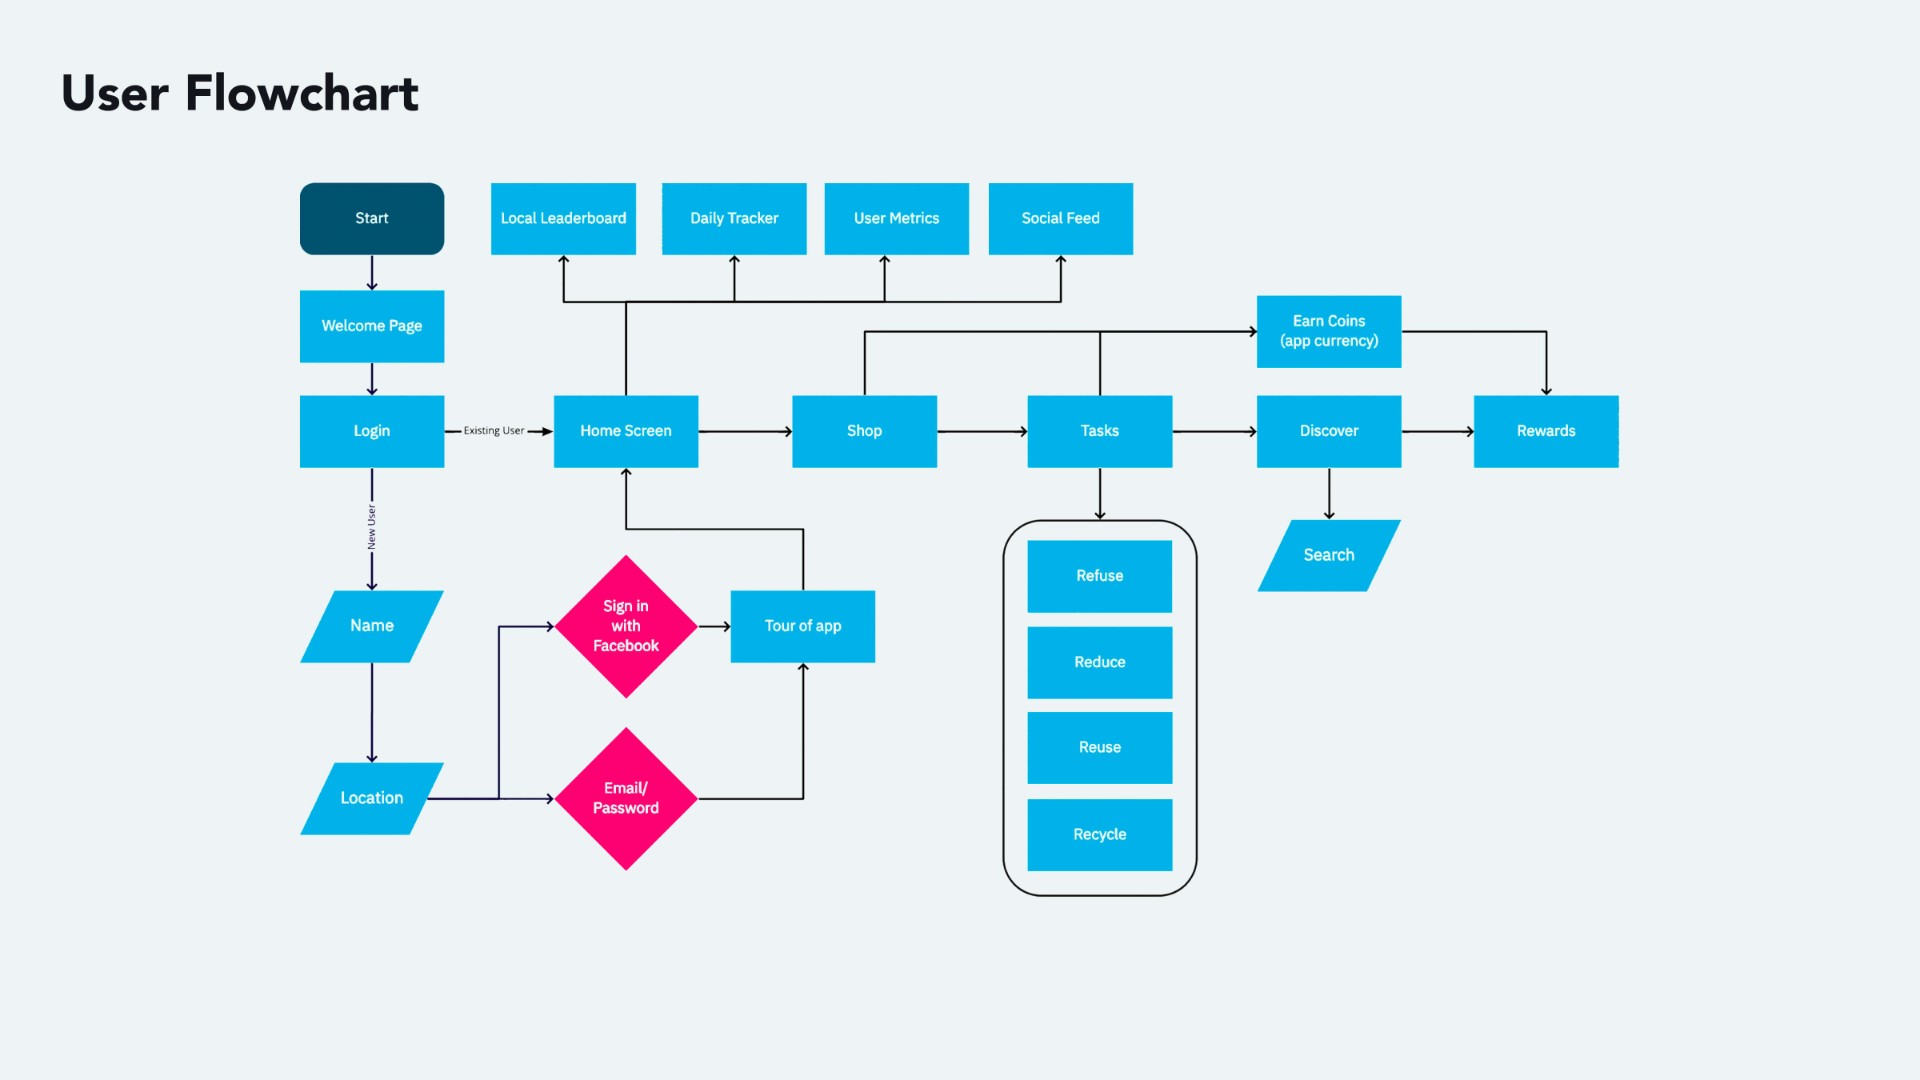 User Flowchart
Start
Local Leaderboard
Daily Tracker
User Metrics
Social Feed
Welcome Page
Earn Coins
(app currency)
Login
Existing User
Home Screen
Shop
Tasks
Discover
Rewards
New User
Name
Sign in
with
Facebook
Tour of app
Refuse
Search
Reduce
Reuse
Location
Email/
Password
Recycle